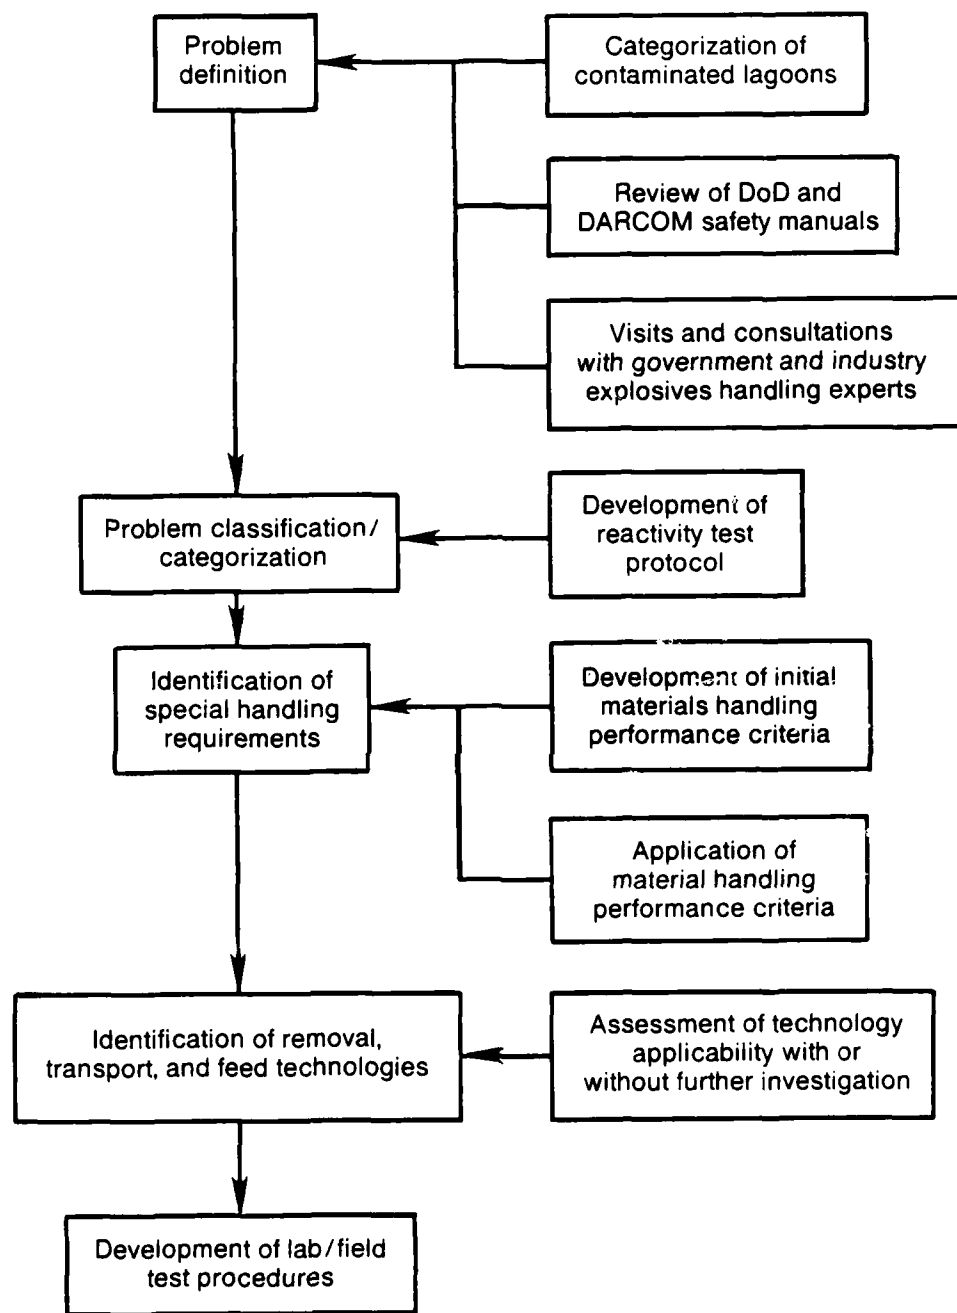 Problem
definition
Categorization of
contaminated lagoons
Review of DoD and
DARCOM safety manuals
Visits and consultations
with government and industry
explosives handling experts
Problem classification/
categorization
Development of
reactivity test
protocol
Identification of
special handling
requirements
Development of initial
materials handling
performance criteria
Application of
material handling
performance criteria
Identification of removal,
transport, and feed technologies
Assessment of technology
applicability with or
without further investigation
Development of lab/field
test procedures